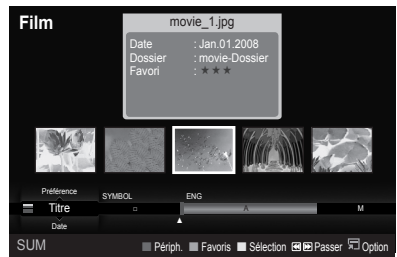 Film
movie_1.jpg
Date : Jan.01.2008
Dossier : movie-Dossier
Favori : ★ ★ ★
Préférence
SYMBOL ENG
Titre □ A M
Date
SUM Périph. Favoris Sélection Passer Option